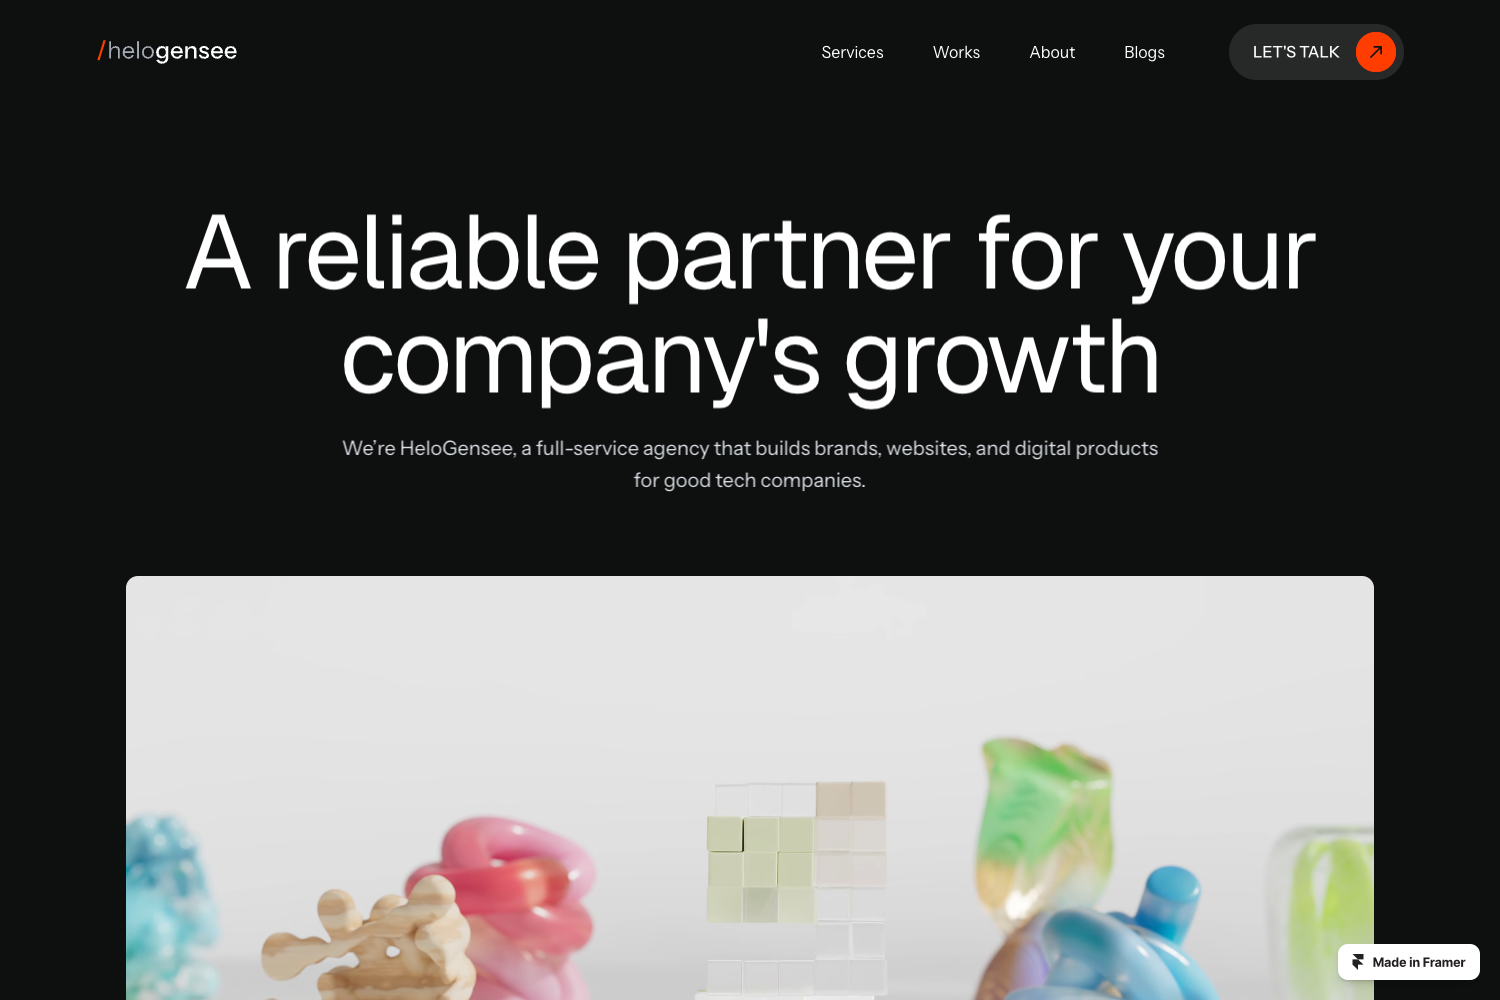 /helogensee
Services
Works
About
Blogs
LET'S TALK
A reliable partner for your
company's growth
We’re HeloGensee, a full-service agency that builds brands, websites, and digital products
for good tech companies.
Made in Framer